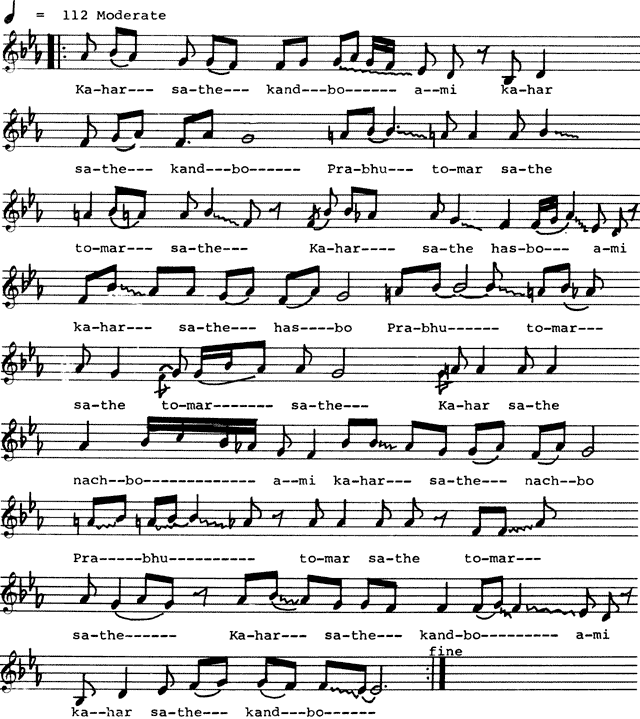 = 112 Moderate
Ka-har--- sa-the--- kand--bo------ a--mi ka-har
sa-the--- kand---bo------ Pra-bhu--- to-mar sa-the
to-mar--- sa-the--- Ka-har---- sa-the has-bo--- a-mi
ka-har--- sa-the--- has----bo Pra-bhu------ to-mar---
sa-the to-mar------- sa-the--- Ka-har sa-the
nach--bo------------- a--mi ka-har--- sa-the--- nach--bo
Pra-----bhu----------- to-mar sa-the to-mar---
sa-the------ Ka-har--- sa-the--- kand-bo--------- a-mi
fine
ka--har sa-the--- kand---bo------